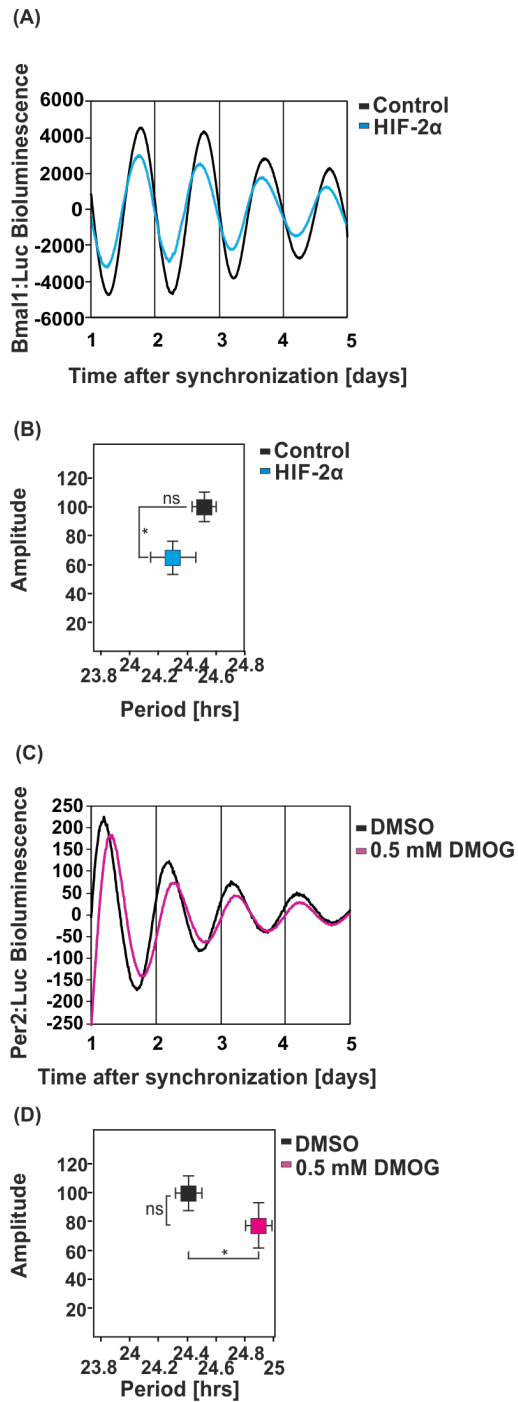 (A)
Control
HIF-2α
Bmal1:Luc Bioluminescence
6000
4000
2000
0
-2000
-4000
-6000
1 2 3 4 5
Time after synchronization [days]
(B)
Control
HIF-2α
Amplitude
120
100
80
60
40
20
ns
*
23.8 24 24.2 24.4 24.6 24.8
Period [hrs]
(C)
DMSO
0.5 mM DMOG
Per2:Luc Bioluminescence
250
200
150
100
50
0
-50
-100
-150
-200
-250
1 2 3 4 5
Time after synchronization [days]
(D)
DMSO
0.5 mM DMOG
Amplitude
120
100
80
60
40
20
ns
*
23.8 24 24.2 24.4 24.6 24.8 25
Period [hrs]